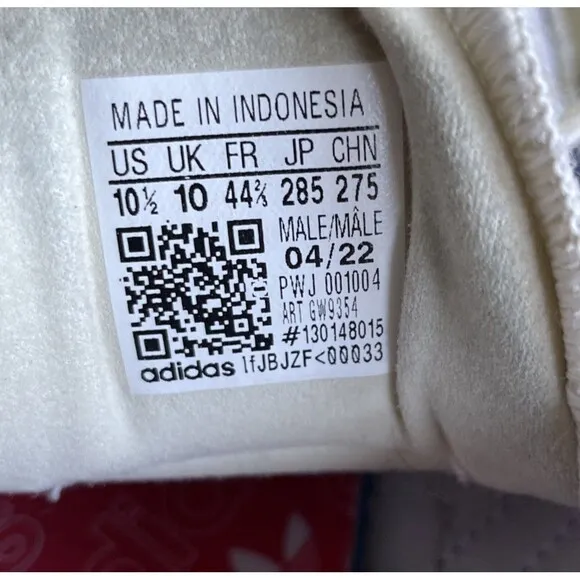 MADE IN INDONESIA
US UK FR JP CHN
10½ 10 44⅔ 285 275
MALE/MÂLE
04/22
PWJ 001004
ART GW9354
#130148015
adidas 1fJBJZF<00033